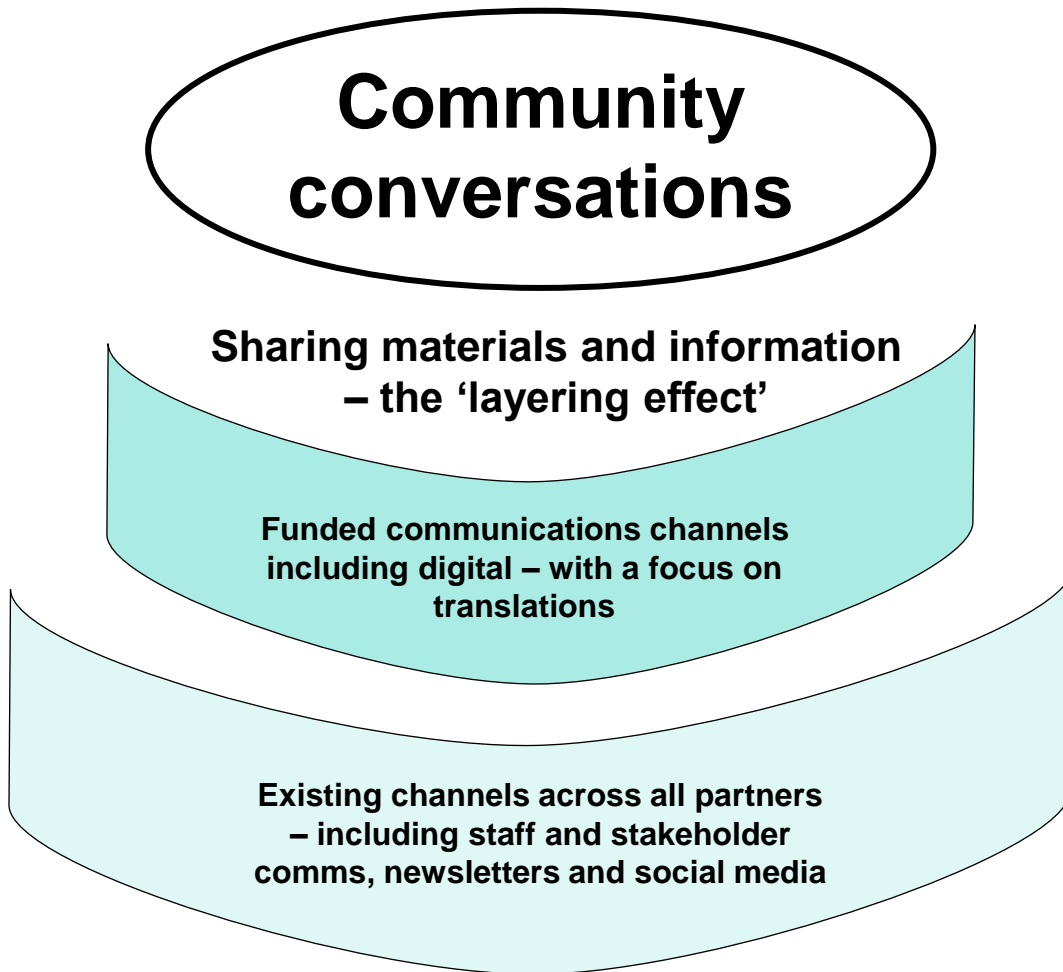 Community
conversations
Sharing materials and information
– the ‘layering effect’
Funded communications channels
including digital – with a focus on
translations
Existing channels across all partners
– including staff and stakeholder
comms, newsletters and social media